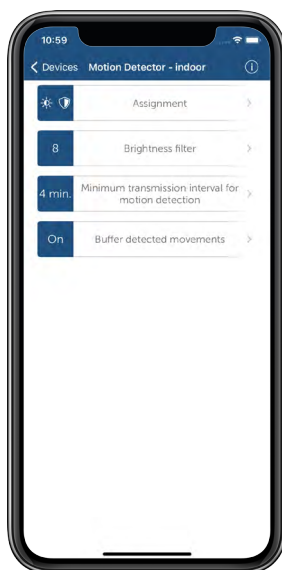 10:59
Devices Motion Detector - indoor
Assignment
8 Brightness filter
4 min. Minimum transmission interval for
motion detection
On Buffer detected movements